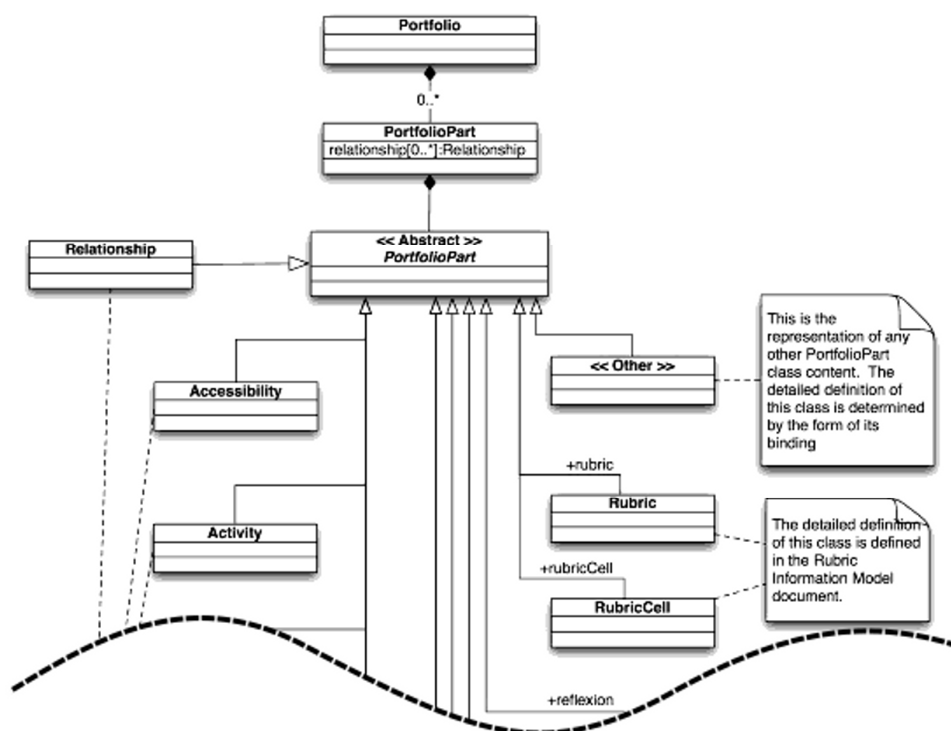 Portfolio
0..*
PortfolioPart
relationship[0..*]:Relationship
<< Abstract >>
PortfolioPart
Relationship
Accessibility
Activity
<< Other >>
This is the
representation of any
other PortfolioPart
class content. The
detailed definition of
this class is determined
by the form of its
binding
+rubric
Rubric
The detailed definition
of this class is defined
in the Rubric
Information Model
document.
+rubricCell
RubricCell
+reflexion